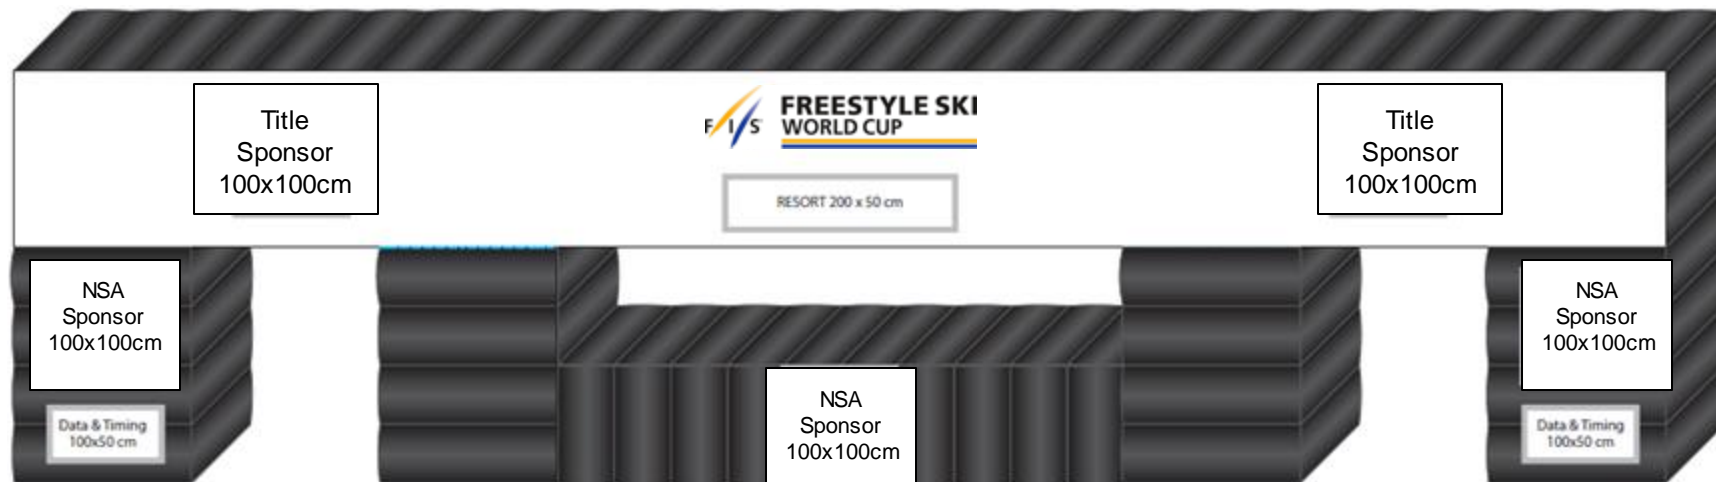 Title
Sponsor
100x100cm
FIS
FREESTYLE SKI
WORLD CUP
RESORT 200 x 50 cm
Title
Sponsor
100x100cm
NSA
Sponsor
100x100cm
Data & Timing
100x50 cm
NSA
Sponsor
100x100cm
NSA
Sponsor
100x100cm
Data & Timing
100x50 cm